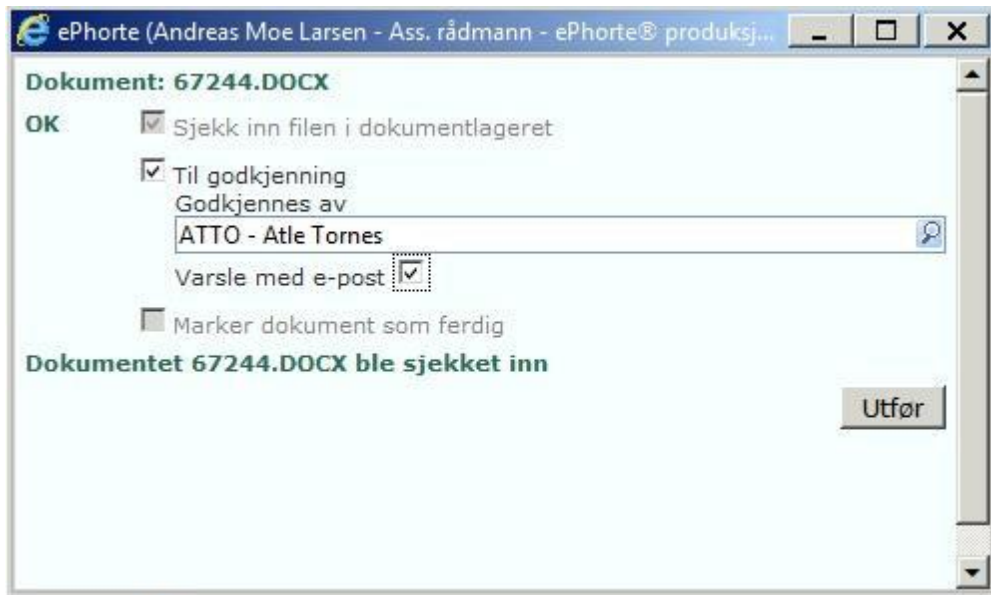 ePhorte (Andreas Moe Larsen - Ass. rådmann - ePhorte® produksj...
Dokument: 67244.DOCX
OK Sjekk inn filen i dokumentlageret
Til godkjenning
Godkjennes av
ATTO - Atle Tornes
Varsle med e-post
Marker dokument som ferdig
Dokumentet 67244.DOCX ble sjekket inn
Utfør